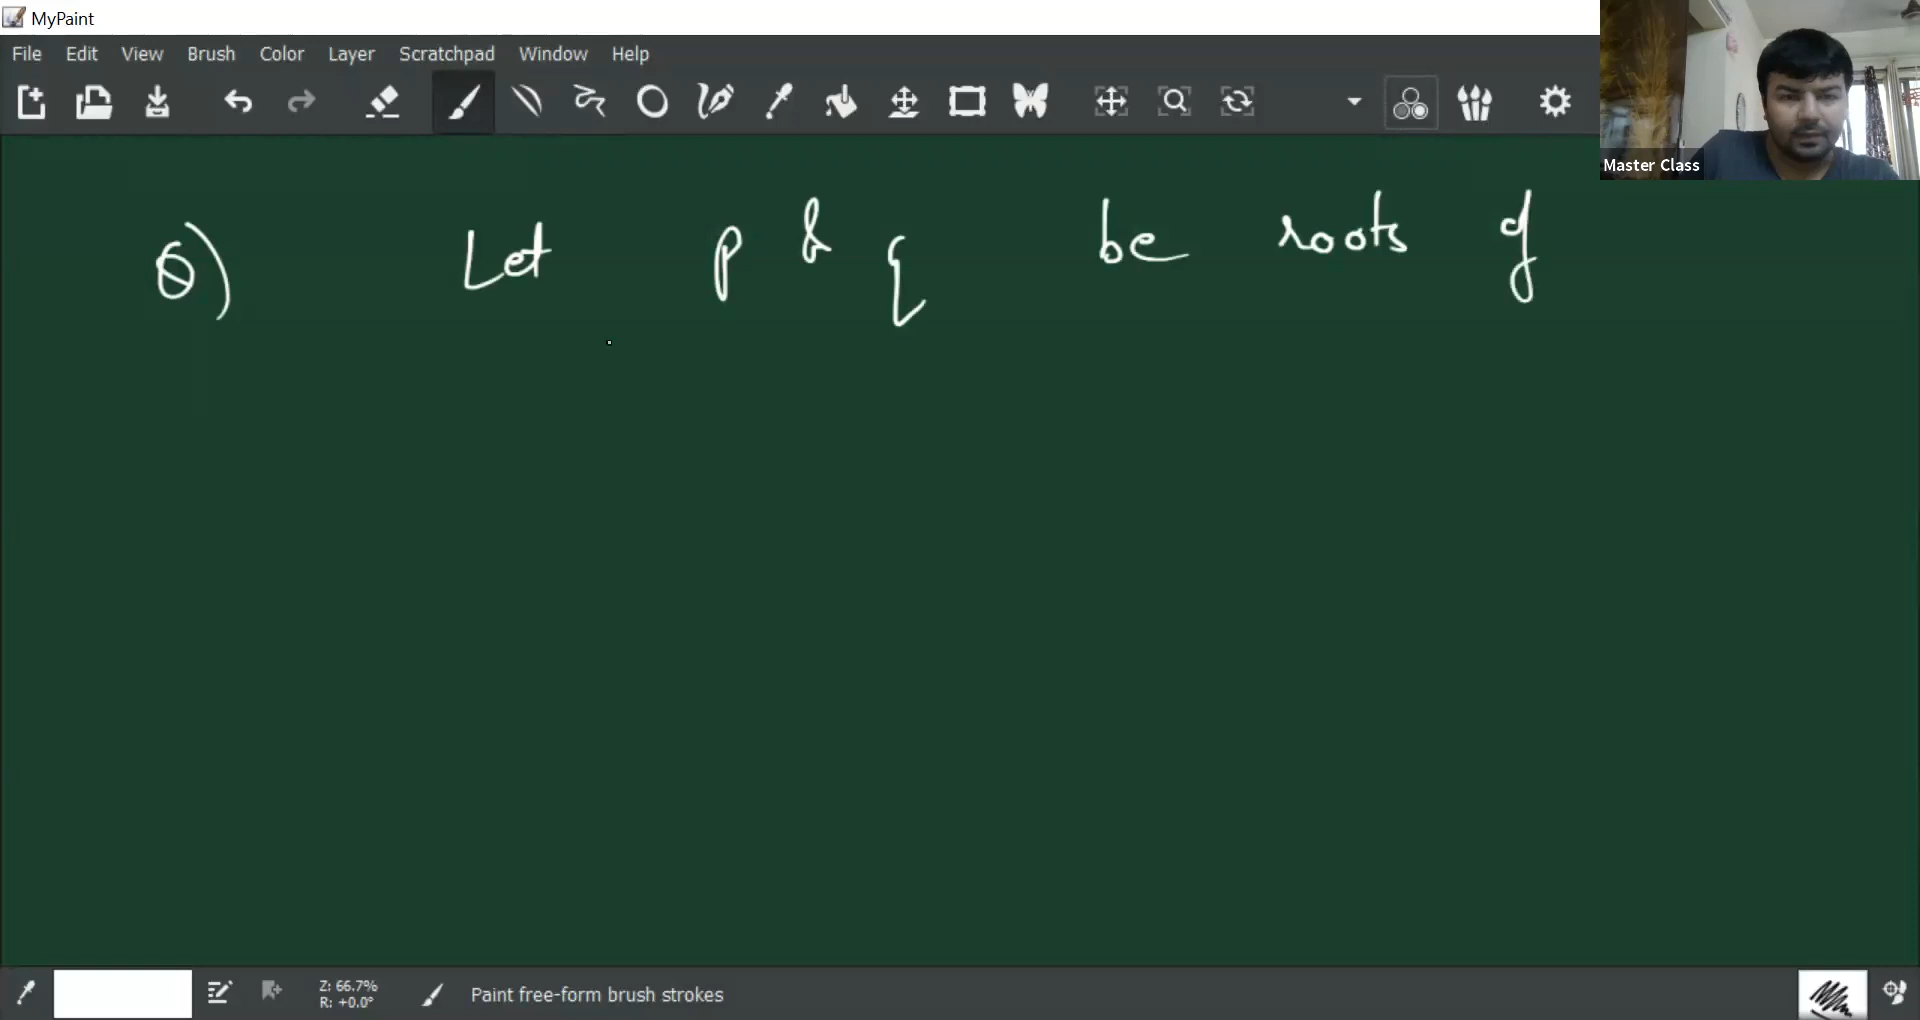 MyPaint
File Edit View Brush Color Layer Scratchpad Window Help
Master Class
Q) Let p & q be roots of
Z: 66.7%
R: +0.0°
Paint free-form brush strokes